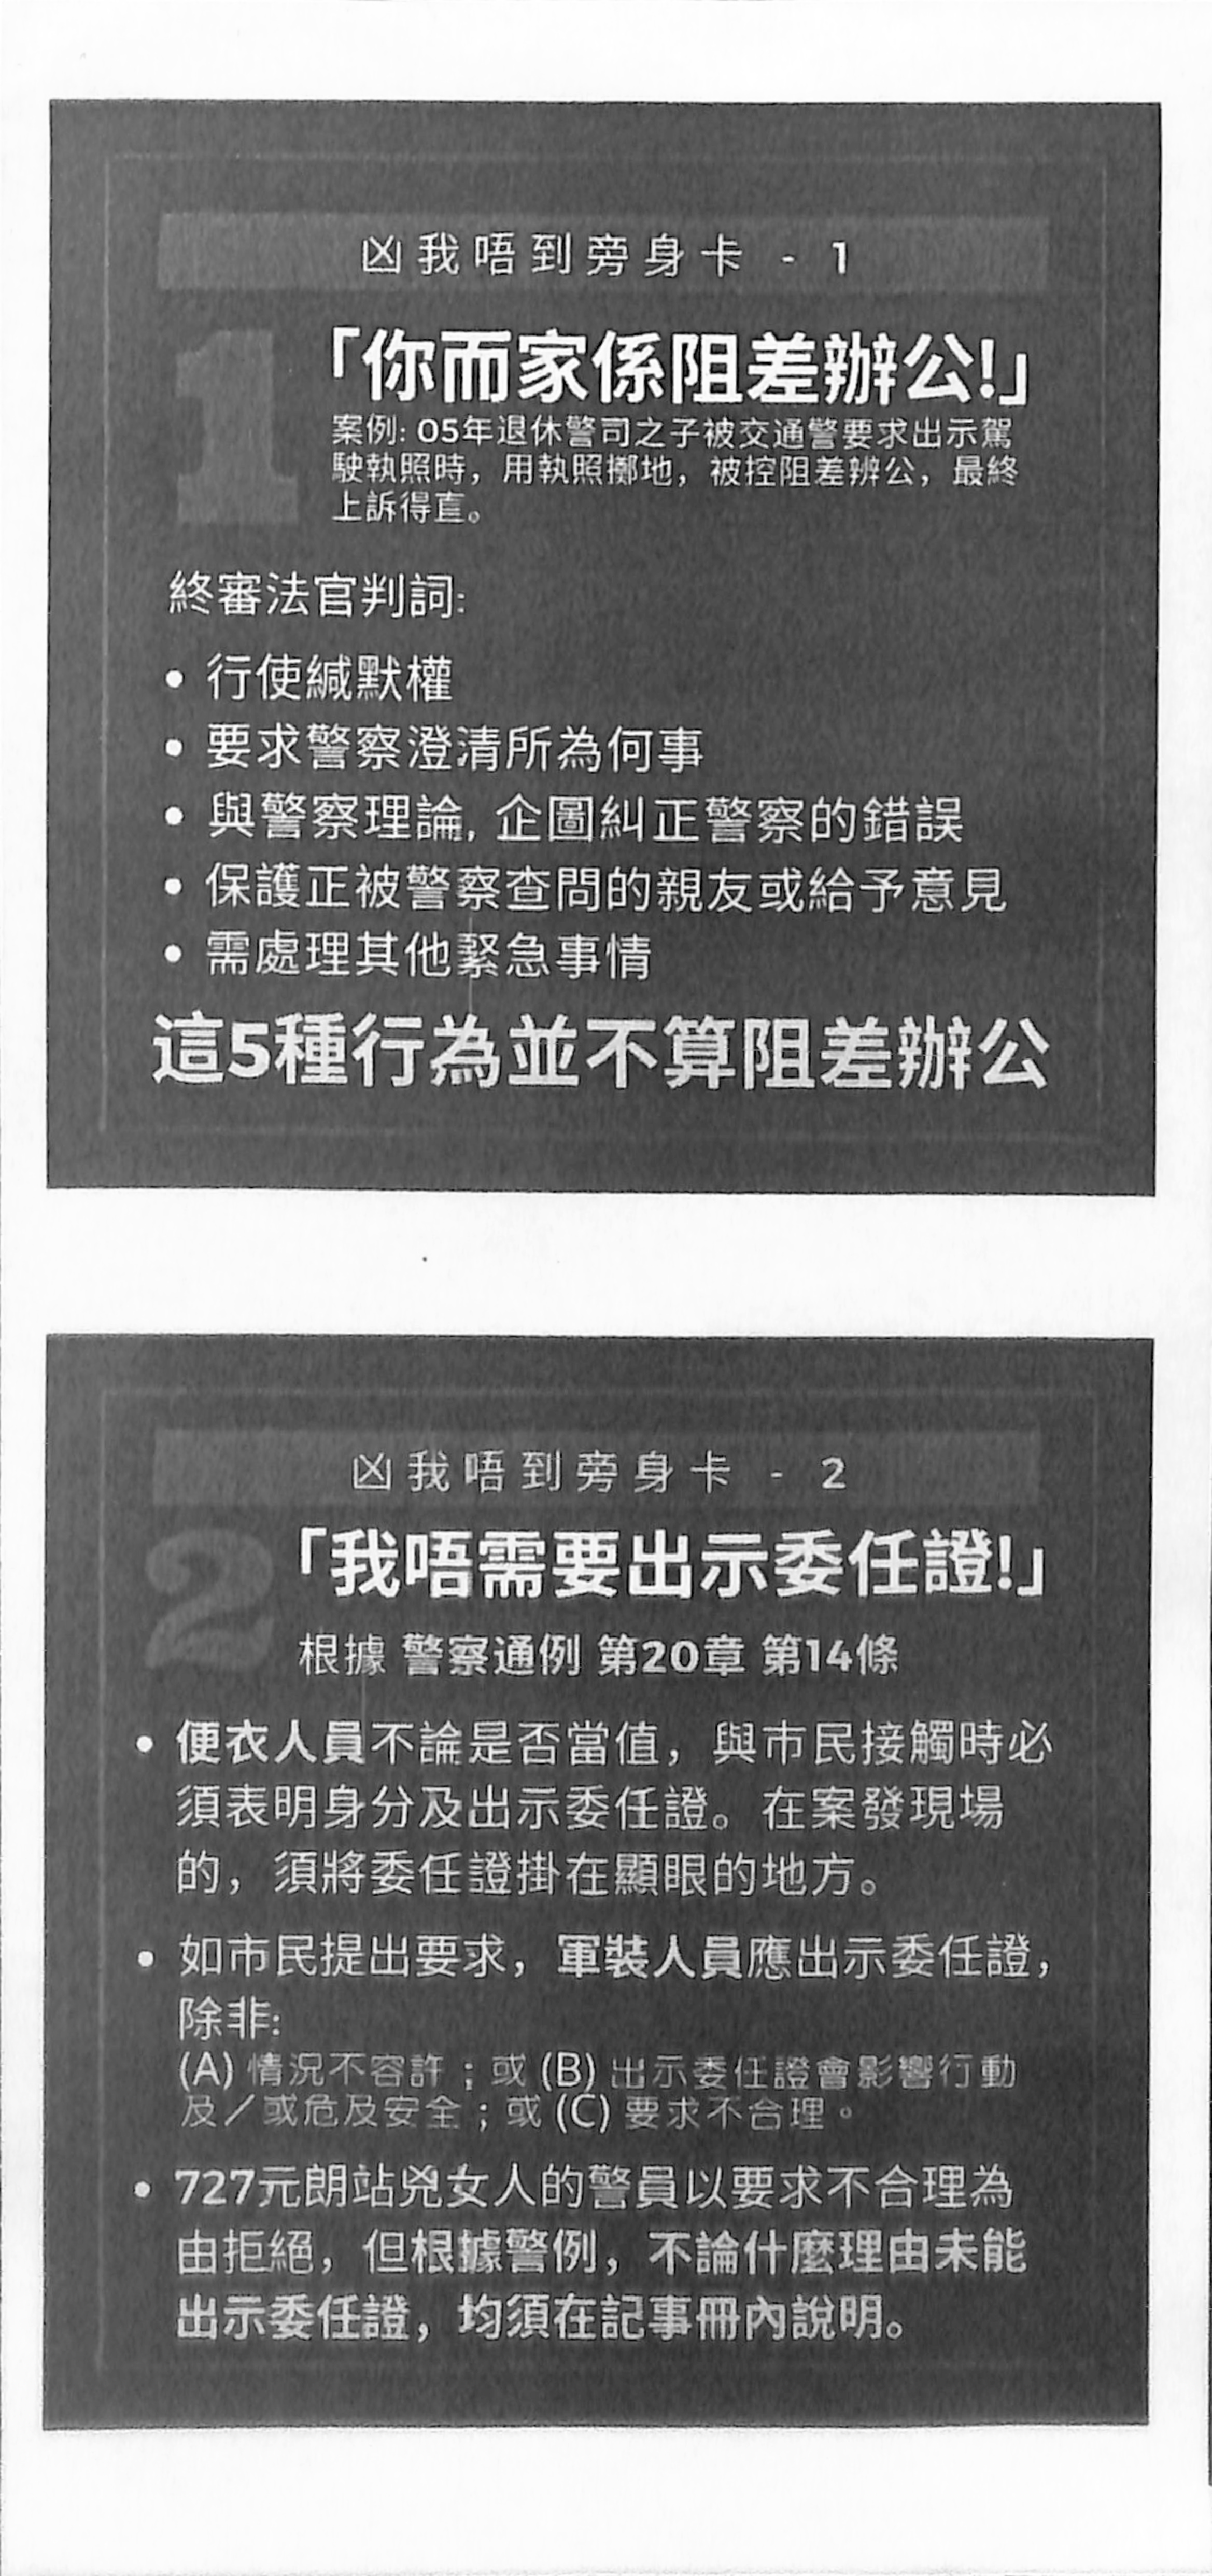 凶我唔到旁身卡 - 1
1
「你而家係阻差辦公!」
案例: 05年退休警司之子被交通警要求出示駕
駛執照時，用執照擲地，被控阻差辨公，最終
上訴得直。
終審法官判詞:
• 行使緘默權
• 要求警察澄清所為何事
• 與警察理論, 企圖糾正警察的錯誤
• 保護正被警察查問的親友或給予意見
• 需處理其他緊急事情
這5種行為並不算阻差辦公
凶我唔到旁身卡 - 2
2
「我唔需要出示委任證!」
根據 警察通例 第20章 第14條
• 便衣人員不論是否當值，與市民接觸時必
須表明身分及出示委任證。在案發現場
的，須將委任證掛在顯眼的地方。
• 如市民提出要求，軍裝人員應出示委任證，
除非:
(A) 情況不容許；或 (B) 出示委任證會影響行動
及／或危及安全；或 (C) 要求不合理。
• 727元朗站兇女人的警員以要求不合理為
由拒絕，但根據警例，不論什麼理由未能
出示委任證，均須在記事冊內說明。